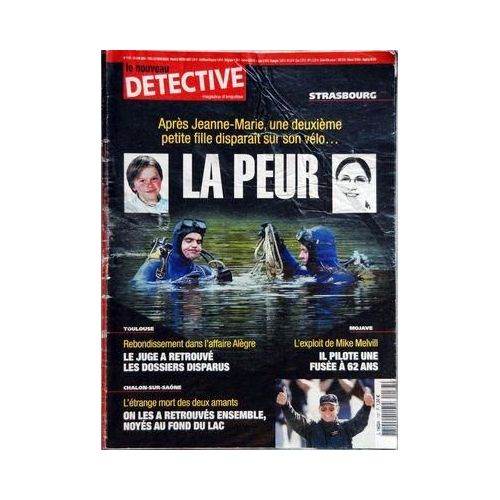 le nouveau
DETECTIVE
magazine d'enquêtes
STRASBOURG
Après Jeanne-Marie, une deuxième
petite fille disparaît sur son vélo…
LA PEUR
TOULOUSE
MOJAVE
Rebondissement dans l'affaire Alègre
L'exploit de Mike Melvill
LE JUGE A RETROUVÉ
LES DOSSIERS DISPARUS
IL PILOTE UNE
FUSÉE À 62 ANS
CHALON-SUR-SAÔNE
L'étrange mort des deux amants
ON LES A RETROUVÉS ENSEMBLE,
NOYÉS AU FOND DU LAC